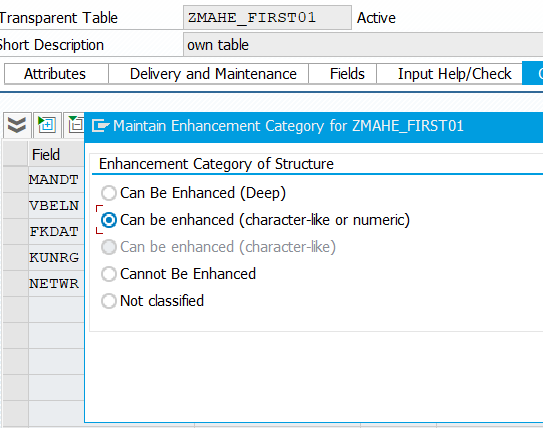 Transparent Table ZMAHE_FIRST01 Active
Short Description own table
Attributes Delivery and Maintenance Fields Input Help/Check
Maintain Enhancement Category for ZMAHE_FIRST01
Field
Enhancement Category of Structure
MANDT Can Be Enhanced (Deep)
VBELN Can be enhanced (character-like or numeric)
FKDAT Can be enhanced (character-like)
KUNRG Cannot Be Enhanced
NETWR Not classified